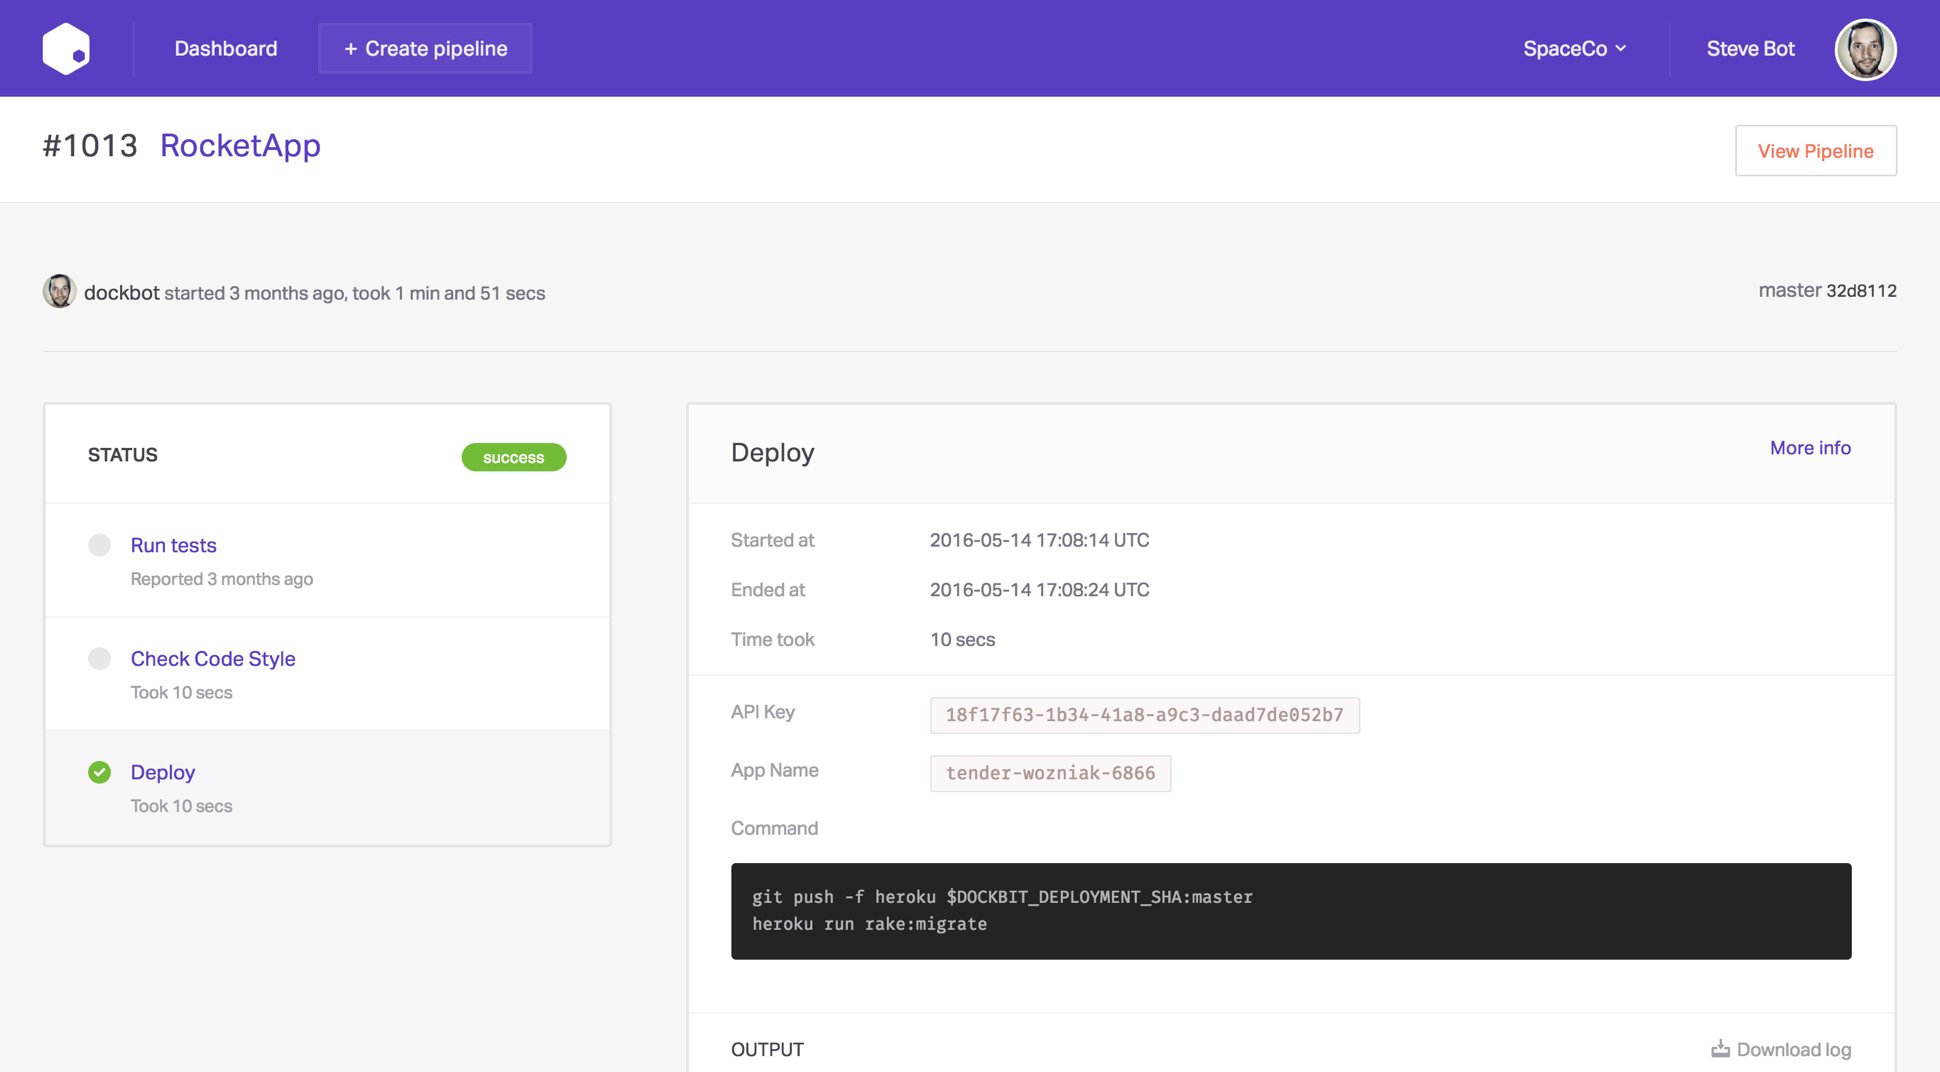 Dashboard
+ Create pipeline
SpaceCo
Steve Bot
#1013 RocketApp
View Pipeline
dockbot started 3 months ago, took 1 min and 51 secs
master 32d8112
STATUS
success
Run tests
Reported 3 months ago
Check Code Style
Took 10 secs
Deploy
Took 10 secs
Deploy
More info
Started at 2016-05-14 17:08:14 UTC
Ended at 2016-05-14 17:08:24 UTC
Time took 10 secs
API Key 18f17f63-1b34-41a8-a9c3-daad7de052b7
App Name tender-wozniak-6866
Command
git push -f heroku $DOCKBIT_DEPLOYMENT_SHA:master
heroku run rake:migrate
OUTPUT
Download log